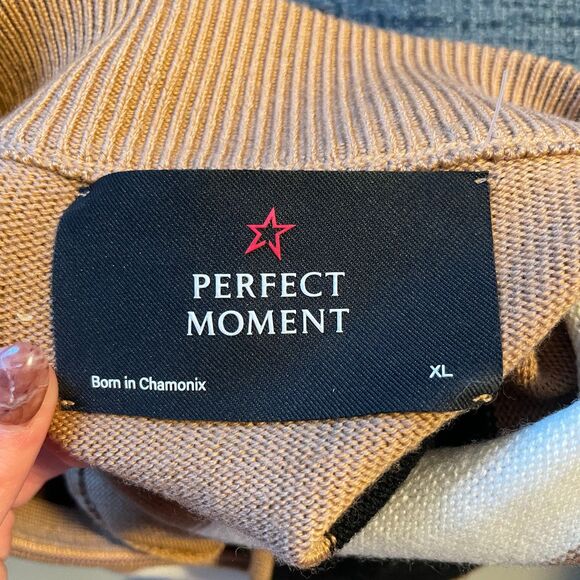 PERFECT
MOMENT
Born in Chamonix
XL